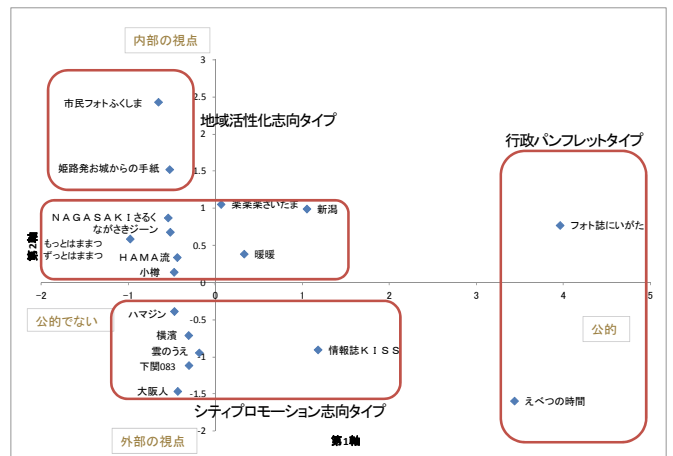 内部の視点
3
市民フォトふくしま
2.5
地域活性化志向タイプ
2
行政パンフレットタイプ
姫路発お城からの手紙
1.5
楽楽楽さいたま
1
新潟
NAGASAKIさるく
ながさきジーン
フォト誌にいがた
もっとはままつ
ずっとはままつ
0.5
暖暖
HAMA流
小樽
第2軸
0
-2
-1
0
1
2
3
4
5
公的でない
ハマジン
-0.5
公的
横濱
雲のうえ
-1
情報誌KISS
下関083
大阪人
-1.5
えべつの時間
シティプロモーション志向タイプ
-2
外部の視点
第1軸